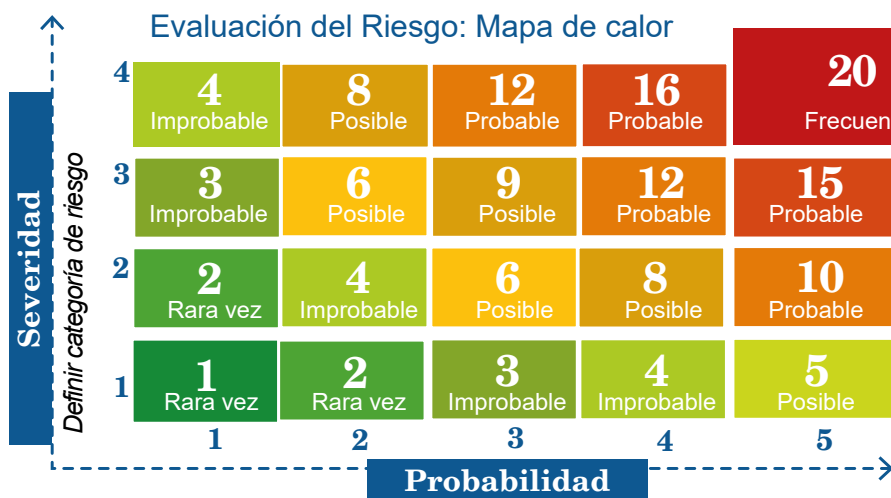 Evaluación del Riesgo: Mapa de calor
Severidad
Definir categoría de riesgo
4
4
Improbable
8
Posible
12
Probable
16
Probable
20
Frecuen
3
3
Improbable
6
Posible
9
Posible
12
Probable
15
Probable
2
2
Rara vez
4
Improbable
6
Posible
8
Posible
10
Probable
1
1
Rara vez
2
Rara vez
3
Improbable
4
Improbable
5
Posible
1
2
3
4
5
Probabilidad